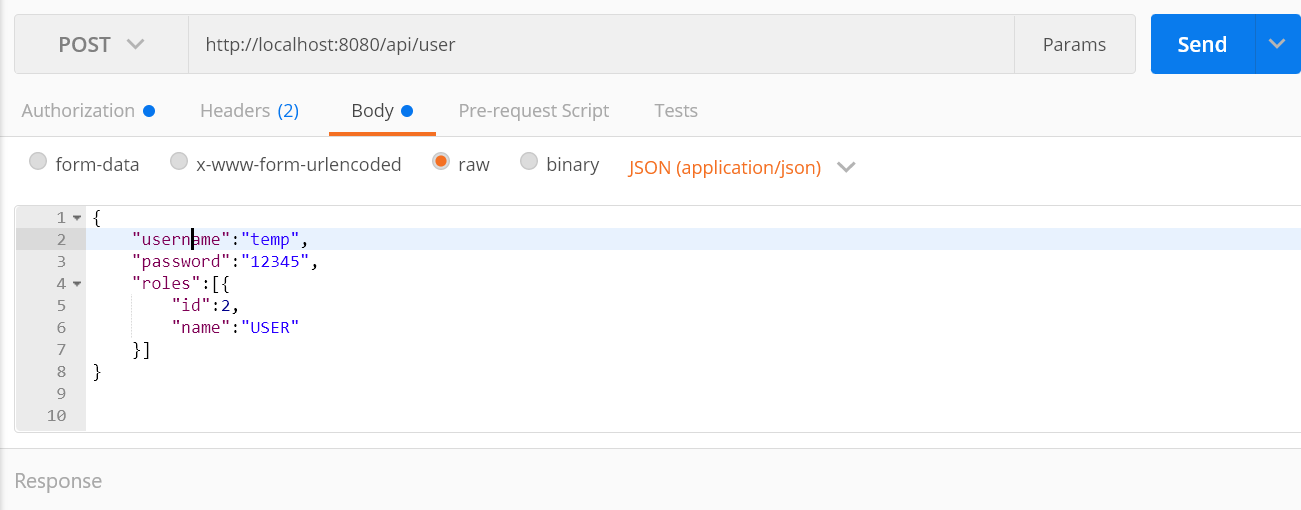 POST http://localhost:8080/api/user Params Send
Authorization Headers (2) Body Pre-request Script Tests
form-data x-www-form-urlencoded raw binary JSON (application/json)
1 {
2 "username":"temp",
3 "password":"12345",
4 "roles":[{
5 "id":2,
6 "name":"USER"
7 }]
8 }
9
10
Response